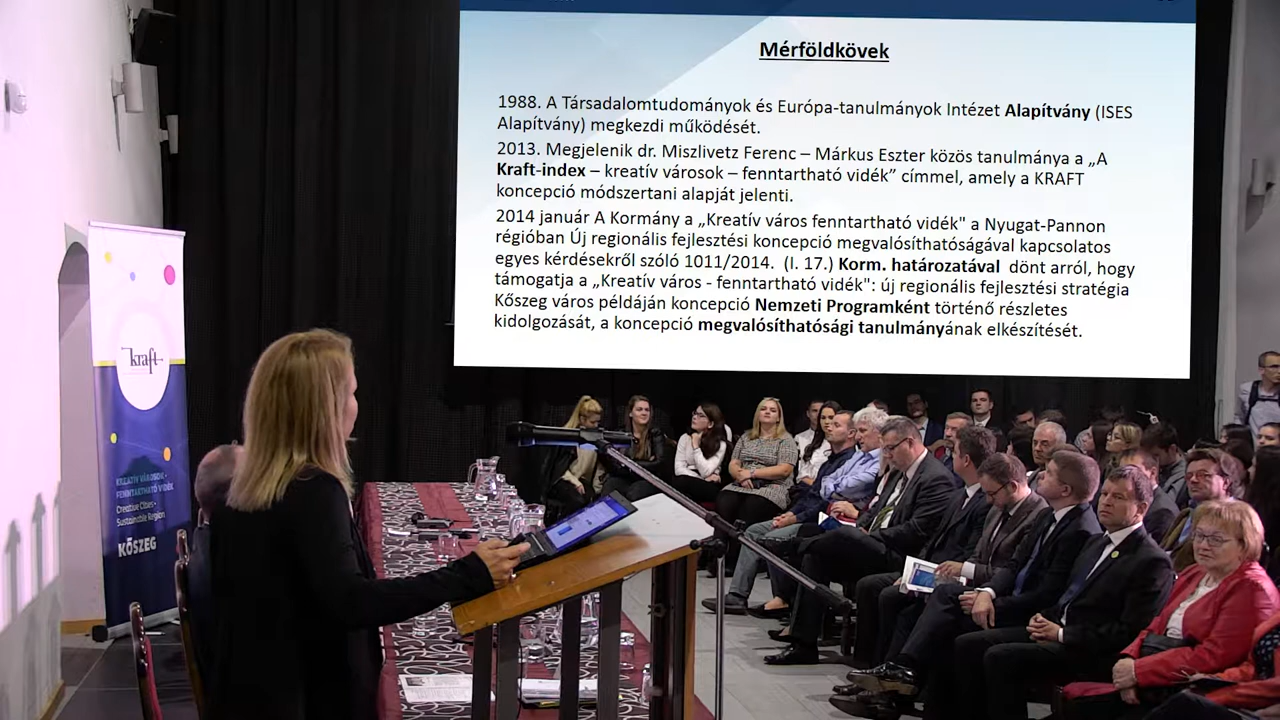 Mérföldkövek
1988. A Társadalomtudományok és Európa-tanulmányok Intézet Alapítvány (ISES
Alapítvány) megkezdi működését.
2013. Megjelenik dr. Miszlivetz Ferenc – Márkus Eszter közös tanulmánya a „A
Kraft-index – kreatív városok – fenntartható vidék” címmel, amely a KRAFT
koncepció módszertani alapját jelenti.
2014 január A Kormány a „Kreatív város fenntartható vidék" a Nyugat-Pannon
régióban Új regionális fejlesztési koncepció megvalósíthatóságával kapcsolatos
egyes kérdésekről szóló 1011/2014. (I. 17.) Korm. határozatával dönt arról, hogy
támogatja a „Kreatív város - fenntartható vidék": új regionális fejlesztési stratégia
Kőszeg város példáján koncepció Nemzeti Programként történő részletes
kidolgozását, a koncepció megvalósíthatósági tanulmányának elkészítését.
kraft
KREATÍV VÁROSOK -
FENNTARTHATÓ VIDÉK
Creative Cities -
Sustainable Region
KŐSZEG